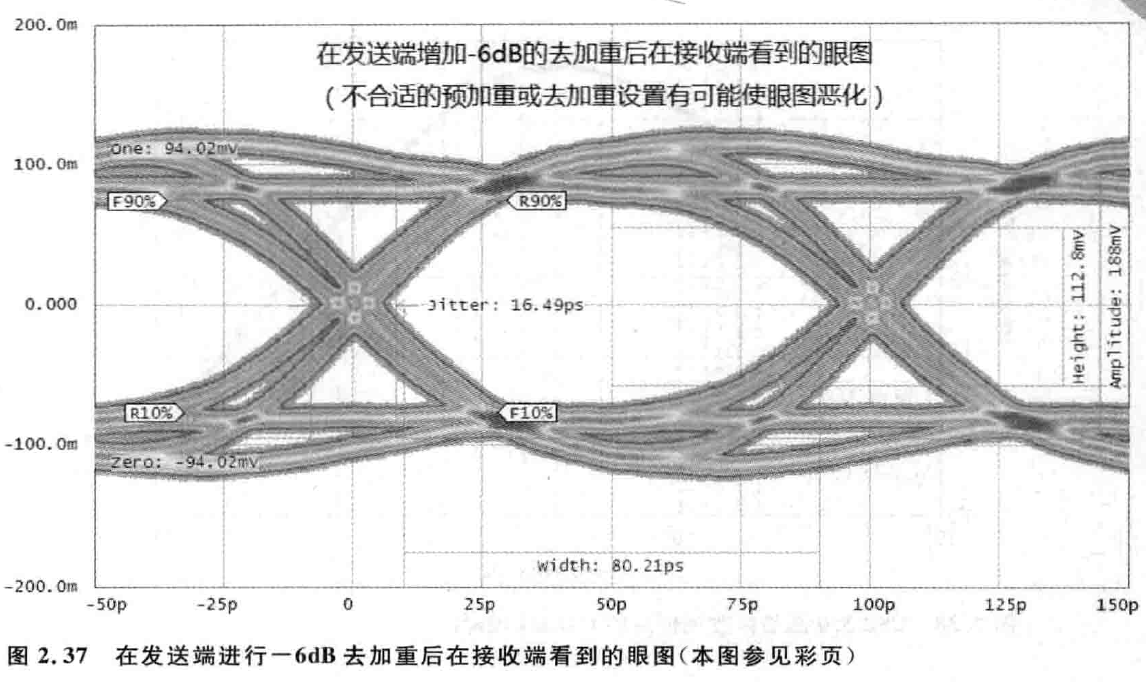 200.0m
在发送端增加-6dB的去加重后在接收端看到的眼图
（不合适的预加重或去加重设置有可能使眼图恶化）
One: 94.02mV
100.0m
F90%
R90%
Height: 112.8mV
Amplitude: 188mV
0.000
Jitter: 16.49ps
R10%
F10%
-100.0m
Zero: -94.02mV
Width: 80.21ps
-200.0m
-50p -25p 0 25p 50p 75p 100p 125p 150p
图 2.37 在发送端进行－6dB 去加重后在接收端看到的眼图(本图参见彩页)